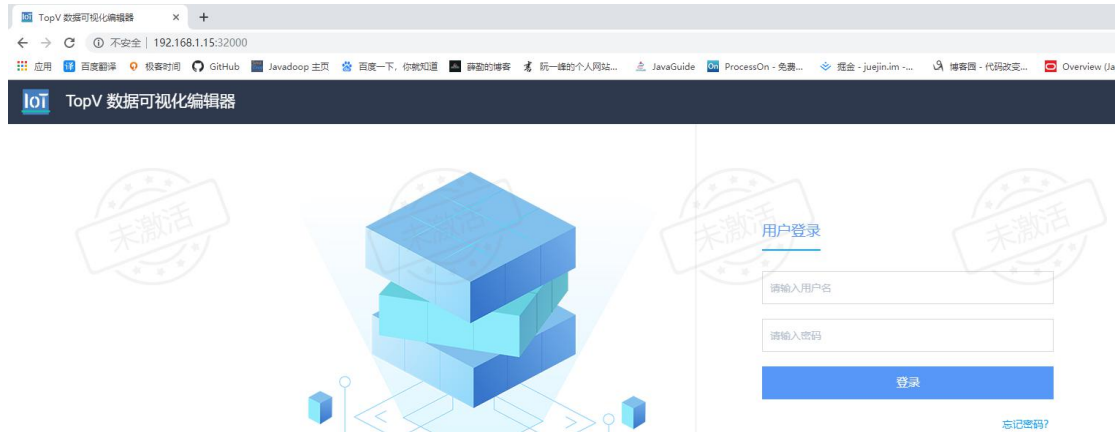 IoT TopV 数据可视化编辑器 × +
不安全 | 192.168.1.15:32000
应用 译 百度翻译 极客时间 GitHub Javadoop 主页 百度一下，你就知道 薛勤的博客 阮一峰的个人网站... JavaGuide On ProcessOn - 免费... 掘金 - juejin.im -... 博客园 - 代码改变... Overview (Ja
IoT TopV 数据可视化编辑器
未激活 未激活 未激活 未激活
用户登录
请输入用户名
请输入密码
登录
忘记密码?